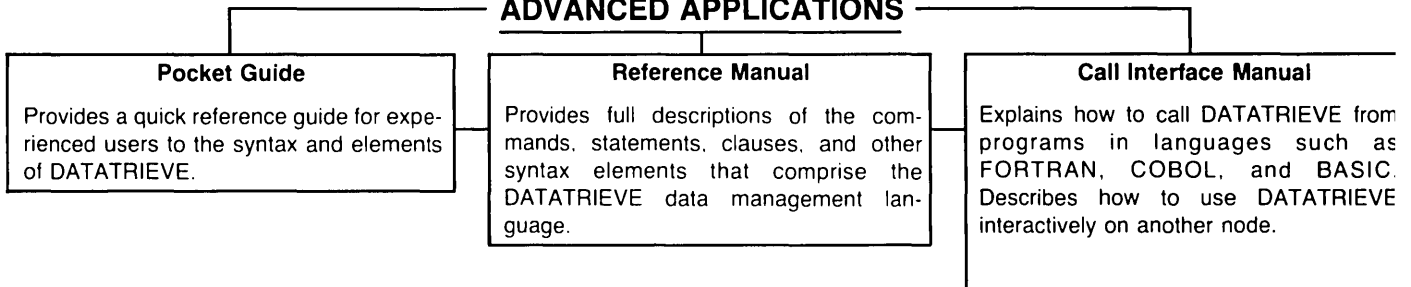 ADVANCED APPLICATIONS
Pocket Guide
Provides a quick reference guide for expe-
rienced users to the syntax and elements
of DATATRIEVE.
Reference Manual
Provides full descriptions of the com-
mands, statements, clauses, and other
syntax elements that comprise the
DATATRIEVE data management lan-
guage.
Call Interface Manual
Explains how to call DATATRIEVE from
programs in languages such as
FORTRAN, COBOL, and BASIC.
Describes how to use DATATRIEVE
interactively on another node.